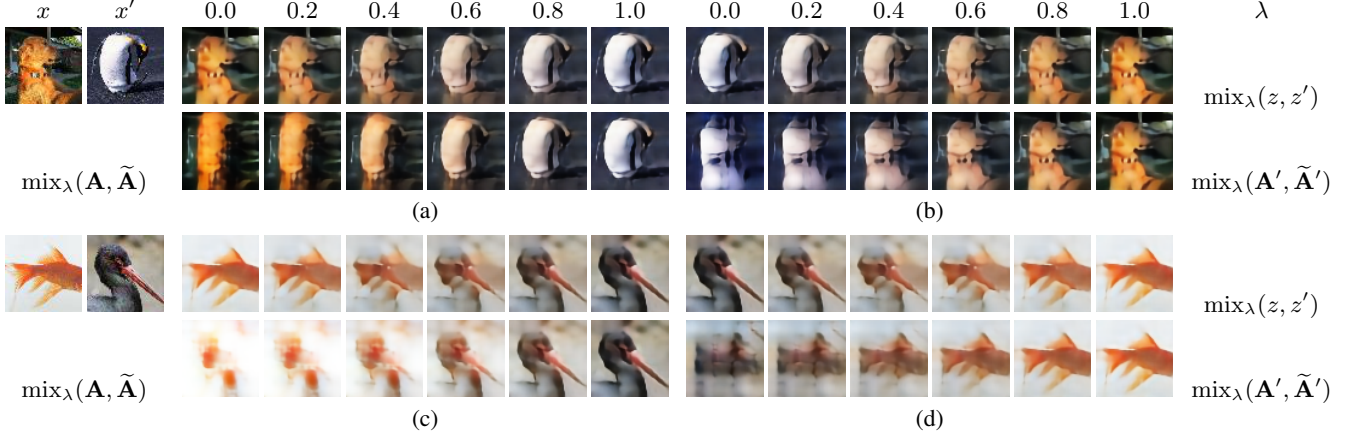 x x′ 0.0 0.2 0.4 0.6 0.8 1.0 0.0 0.2 0.4 0.6 0.8 1.0 λ
mixλ(z, z′)
mixλ(A, Ã) mixλ(A′, Ã′)
(a) (b)
mixλ(z, z′)
mixλ(A, Ã) mixλ(A′, Ã′)
(c) (d)